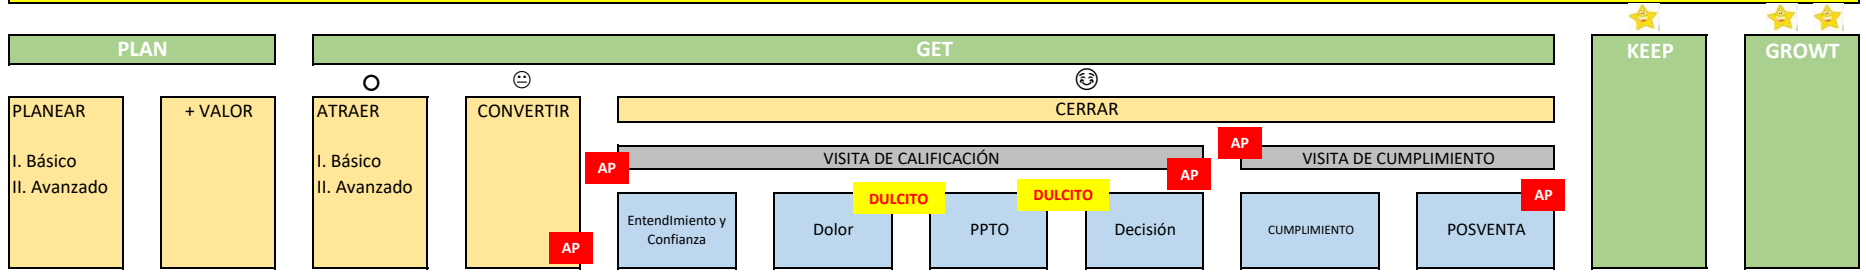 PLAN
GET
KEEP
GROWT
PLANEAR
I. Básico
II. Avanzado
+ VALOR
ATRAER
I. Básico
II. Avanzado
CONVERTIR
AP
CERRAR
AP
VISITA DE CALIFICACIÓN
AP
AP
VISITA DE CUMPLIMIENTO
EntendImiento y
Confianza
Dolor
DULCITO
PPTO
DULCITO
Decisión
CUMPLIMIENTO
POSVENTA
AP